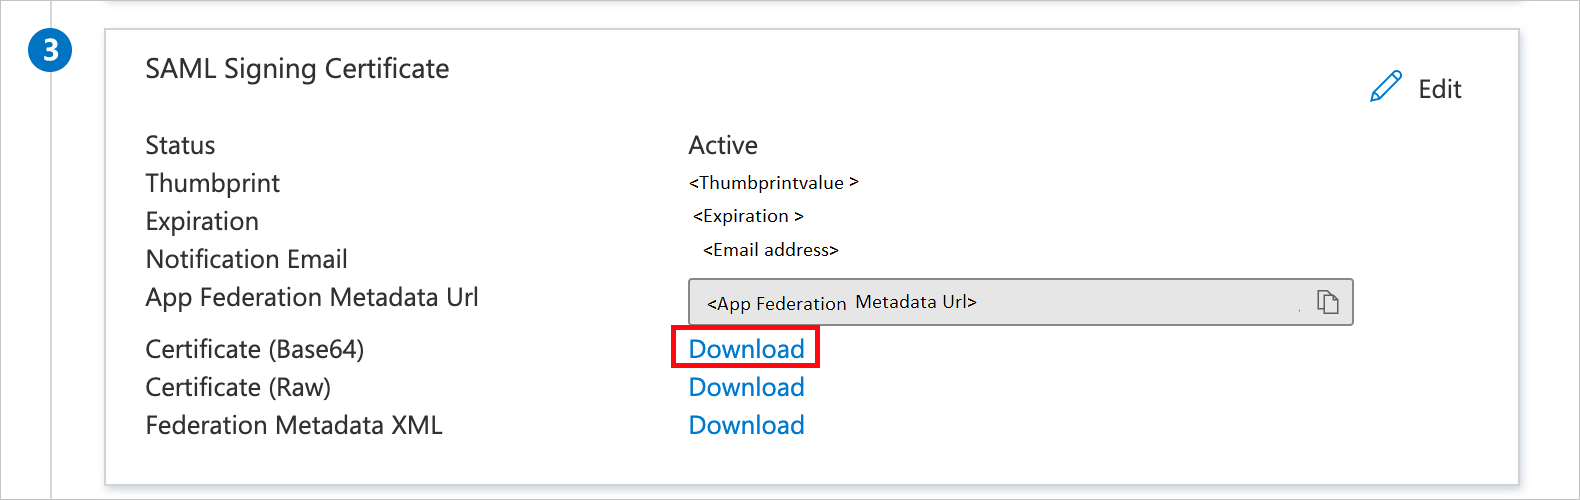 3
SAML Signing Certificate
Edit
Status Active
Thumbprint <Thumbprintvalue >
Expiration <Expiration >
Notification Email <Email address>
App Federation Metadata Url <App Federation Metadata Url>
Certificate (Base64) Download
Certificate (Raw) Download
Federation Metadata XML Download